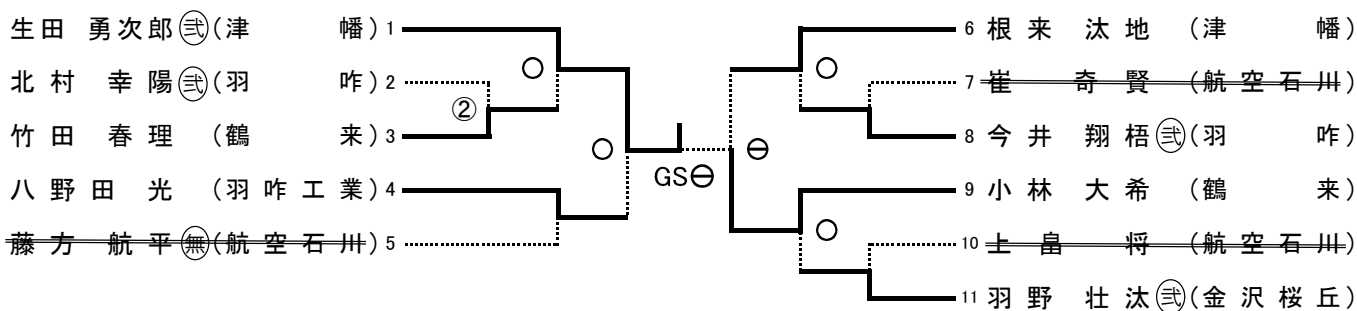 生田 勇次郎㊁(津 幡) 1
北村 幸陽㊁(羽 咋) 2
②
竹田 春理 (鶴 来) 3
八野田 光 (羽咋工業) 4
藤方 航平(無)(航空石川) 5
GS
6 根来 汰地 (津 幡)
7 崔 奇賢 (航空石川)
8 今井 翔梧(弐)(羽 咋)
9 小林 大希 (鶴 来)
10 上畠 将 (航空石川)
11 羽野 壮汰(弐)(金沢桜丘)